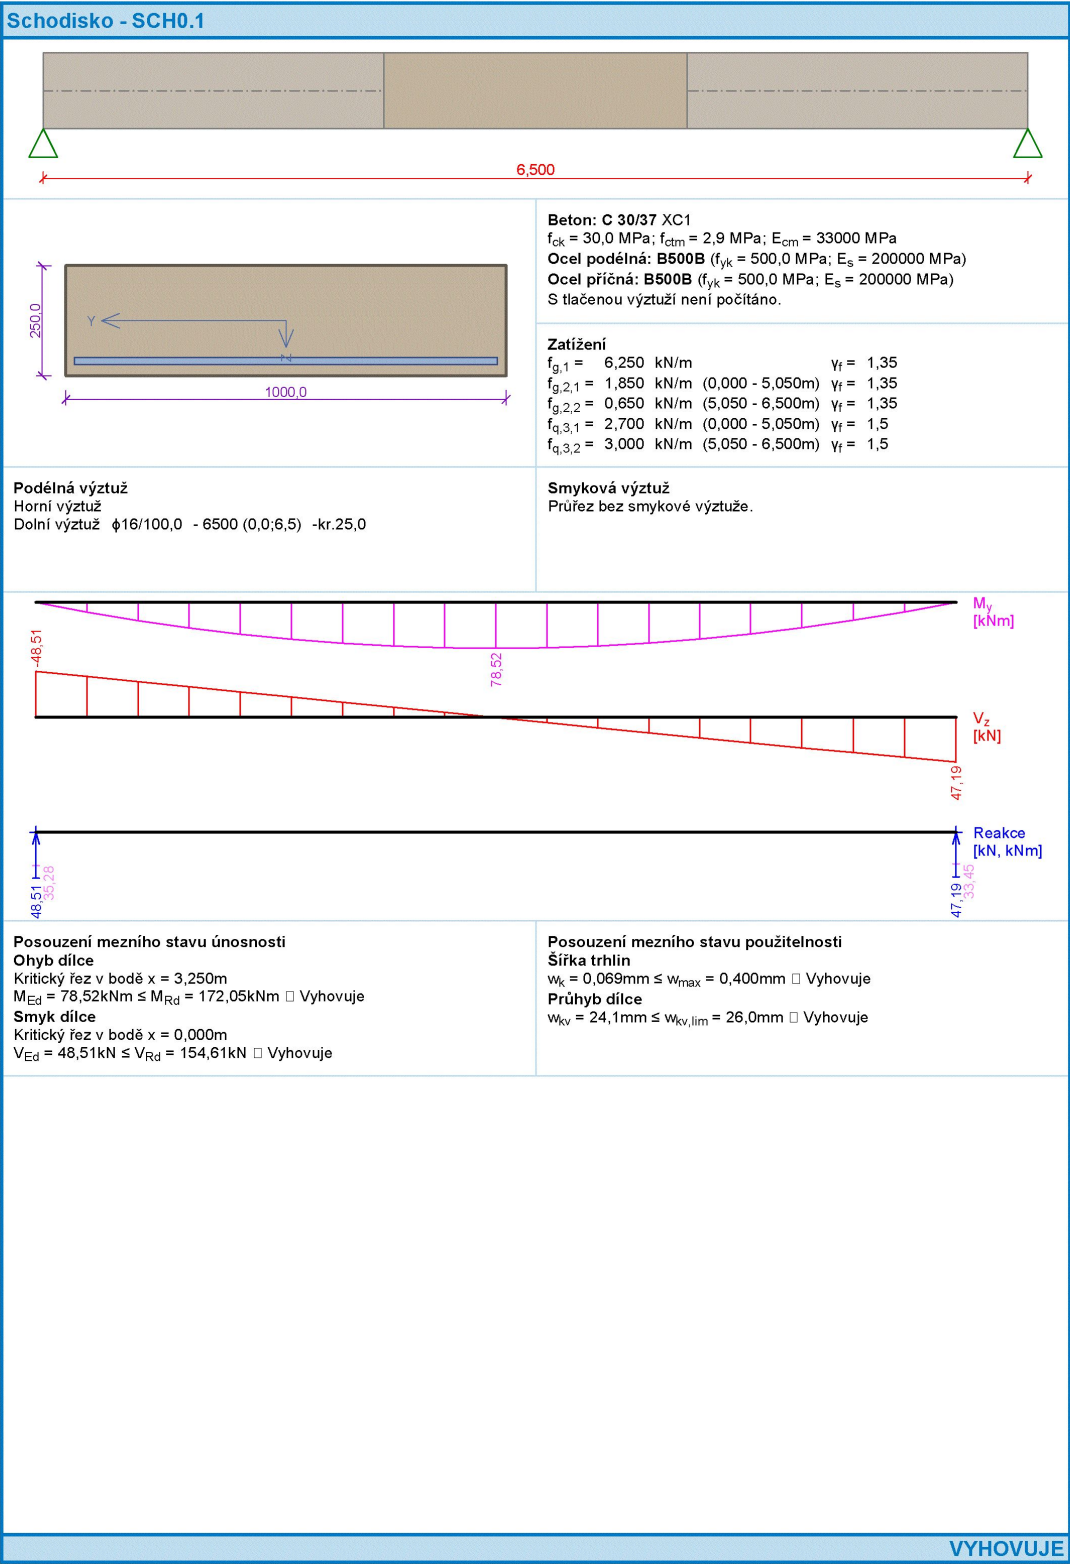 Schodisko - SCH0.1
6,500
250,0
Y
Z
1000,0
Beton: C 30/37 XC1
fck = 30,0 MPa; fctm = 2,9 MPa; Ecm = 33000 MPa
Ocel podélná: B500B (fyk = 500,0 MPa; Es = 200000 MPa)
Ocel příčná: B500B (fyk = 500,0 MPa; Es = 200000 MPa)
S tlačenou výztuží není počítáno.
Zatížení
fg,1 = 6,250 kN/m γf = 1,35
fg,2,1 = 1,850 kN/m (0,000 - 5,050m) γf = 1,35
fg,2,2 = 0,650 kN/m (5,050 - 6,500m) γf = 1,35
fq,3,1 = 2,700 kN/m (0,000 - 5,050m) γf = 1,5
fq,3,2 = 3,000 kN/m (5,050 - 6,500m) γf = 1,5
Podélná výztuž
Horní výztuž
Dolní výztuž ϕ16/100,0 - 6500 (0,0;6,5) -kr.25,0
Smyková výztuž
Průřez bez smykové výztuže.
My
[kNm]
78,52
-48,51
Vz
[kN]
47,19
Reakce
[kN, kNm]
48,51
35,28
47,19
33,45
Posouzení mezního stavu únosnosti
Ohyb dílce
Kritický řez v bodě x = 3,250m
MEd = 78,52kNm ≤ MRd = 172,05kNm □ Vyhovuje
Smyk dílce
Kritický řez v bodě x = 0,000m
VEd = 48,51kN ≤ VRd = 154,61kN □ Vyhovuje
Posouzení mezního stavu použitelnosti
Šířka trhlin
wk = 0,069mm ≤ wmax = 0,400mm □ Vyhovuje
Průhyb dílce
wkv = 24,1mm ≤ wkv,lim = 26,0mm □ Vyhovuje
VYHOVUJE